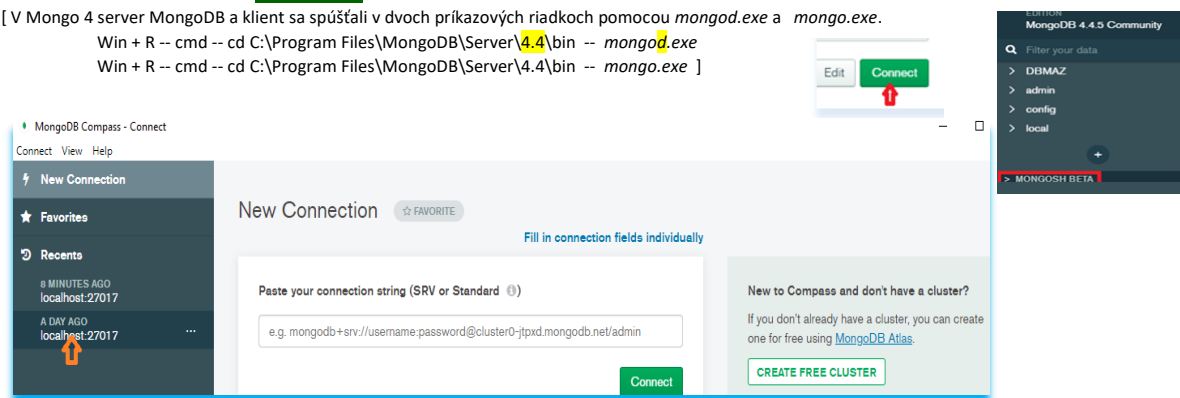 [ V Mongo 4 server MongoDB a klient sa spúšťali v dvoch príkazových riadkoch pomocou mongod.exe a mongo.exe.
Win + R -- cmd -- cd C:\Program Files\MongoDB\Server\4.4\bin -- mongod.exe
Win + R -- cmd -- cd C:\Program Files\MongoDB\Server\4.4\bin -- mongo.exe ]
Edit Connect
EDITION
MongoDB 4.4.5 Community
Filter your data
> DBMAZ
> admin
> config
> local
+
> MONGOSH BETA
MongoDB Compass - Connect
Connect View Help
New Connection
Favorites
Recents
8 MINUTES AGO
localhost:27017
A DAY AGO
localhost:27017 ...
New Connection
☆ FAVORITE
Fill in connection fields individually
Paste your connection string (SRV or Standard ⓘ)
e.g. mongodb+srv://username:password@cluster0-jtpxd.mongodb.net/admin
Connect
New to Compass and don't have a cluster?
If you don't already have a cluster, you can create
one for free using MongoDB Atlas.
CREATE FREE CLUSTER